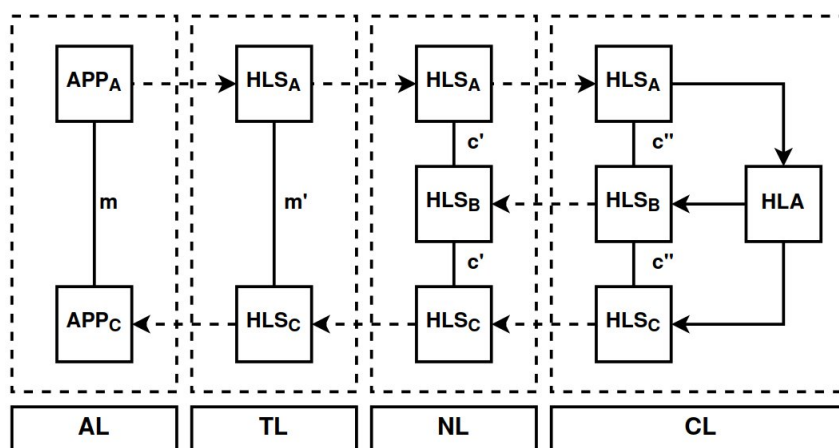 APP_A HLS_A HLS_A HLS_A
c' c"
m m' HLS_B HLS_B HLA
c' c"
APP_C HLS_C HLS_C HLS_C
AL TL NL CL